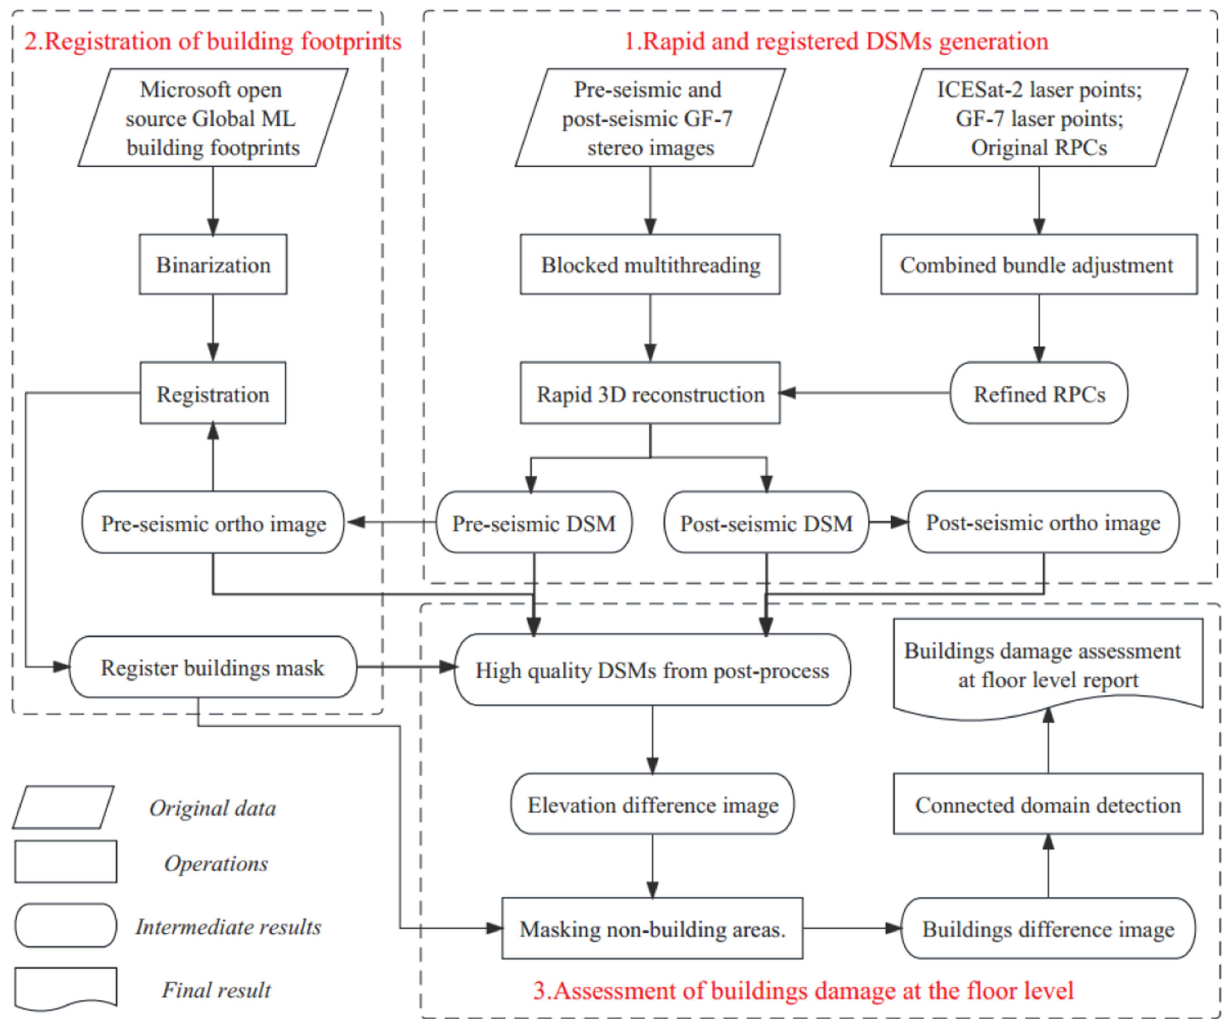 2.Registration of building footprints
Microsoft open
source Global ML
building footprints
Binarization
Registration
Pre-seismic ortho image
Register buildings mask
1.Rapid and registered DSMs generation
Pre-seismic and
post-seismic GF-7
stereo images
ICESat-2 laser points;
GF-7 laser points;
Original RPCs
Blocked multithreading
Combined bundle adjustment
Rapid 3D reconstruction
Refined RPCs
Pre-seismic DSM
Post-seismic DSM
Post-seismic ortho image
High quality DSMs from post-process
Buildings damage assessment
at floor level report
Elevation difference image
Connected domain detection
Masking non-building areas.
Buildings difference image
3.Assessment of buildings damage at the floor level
Original data
Operations
Intermediate results
Final result